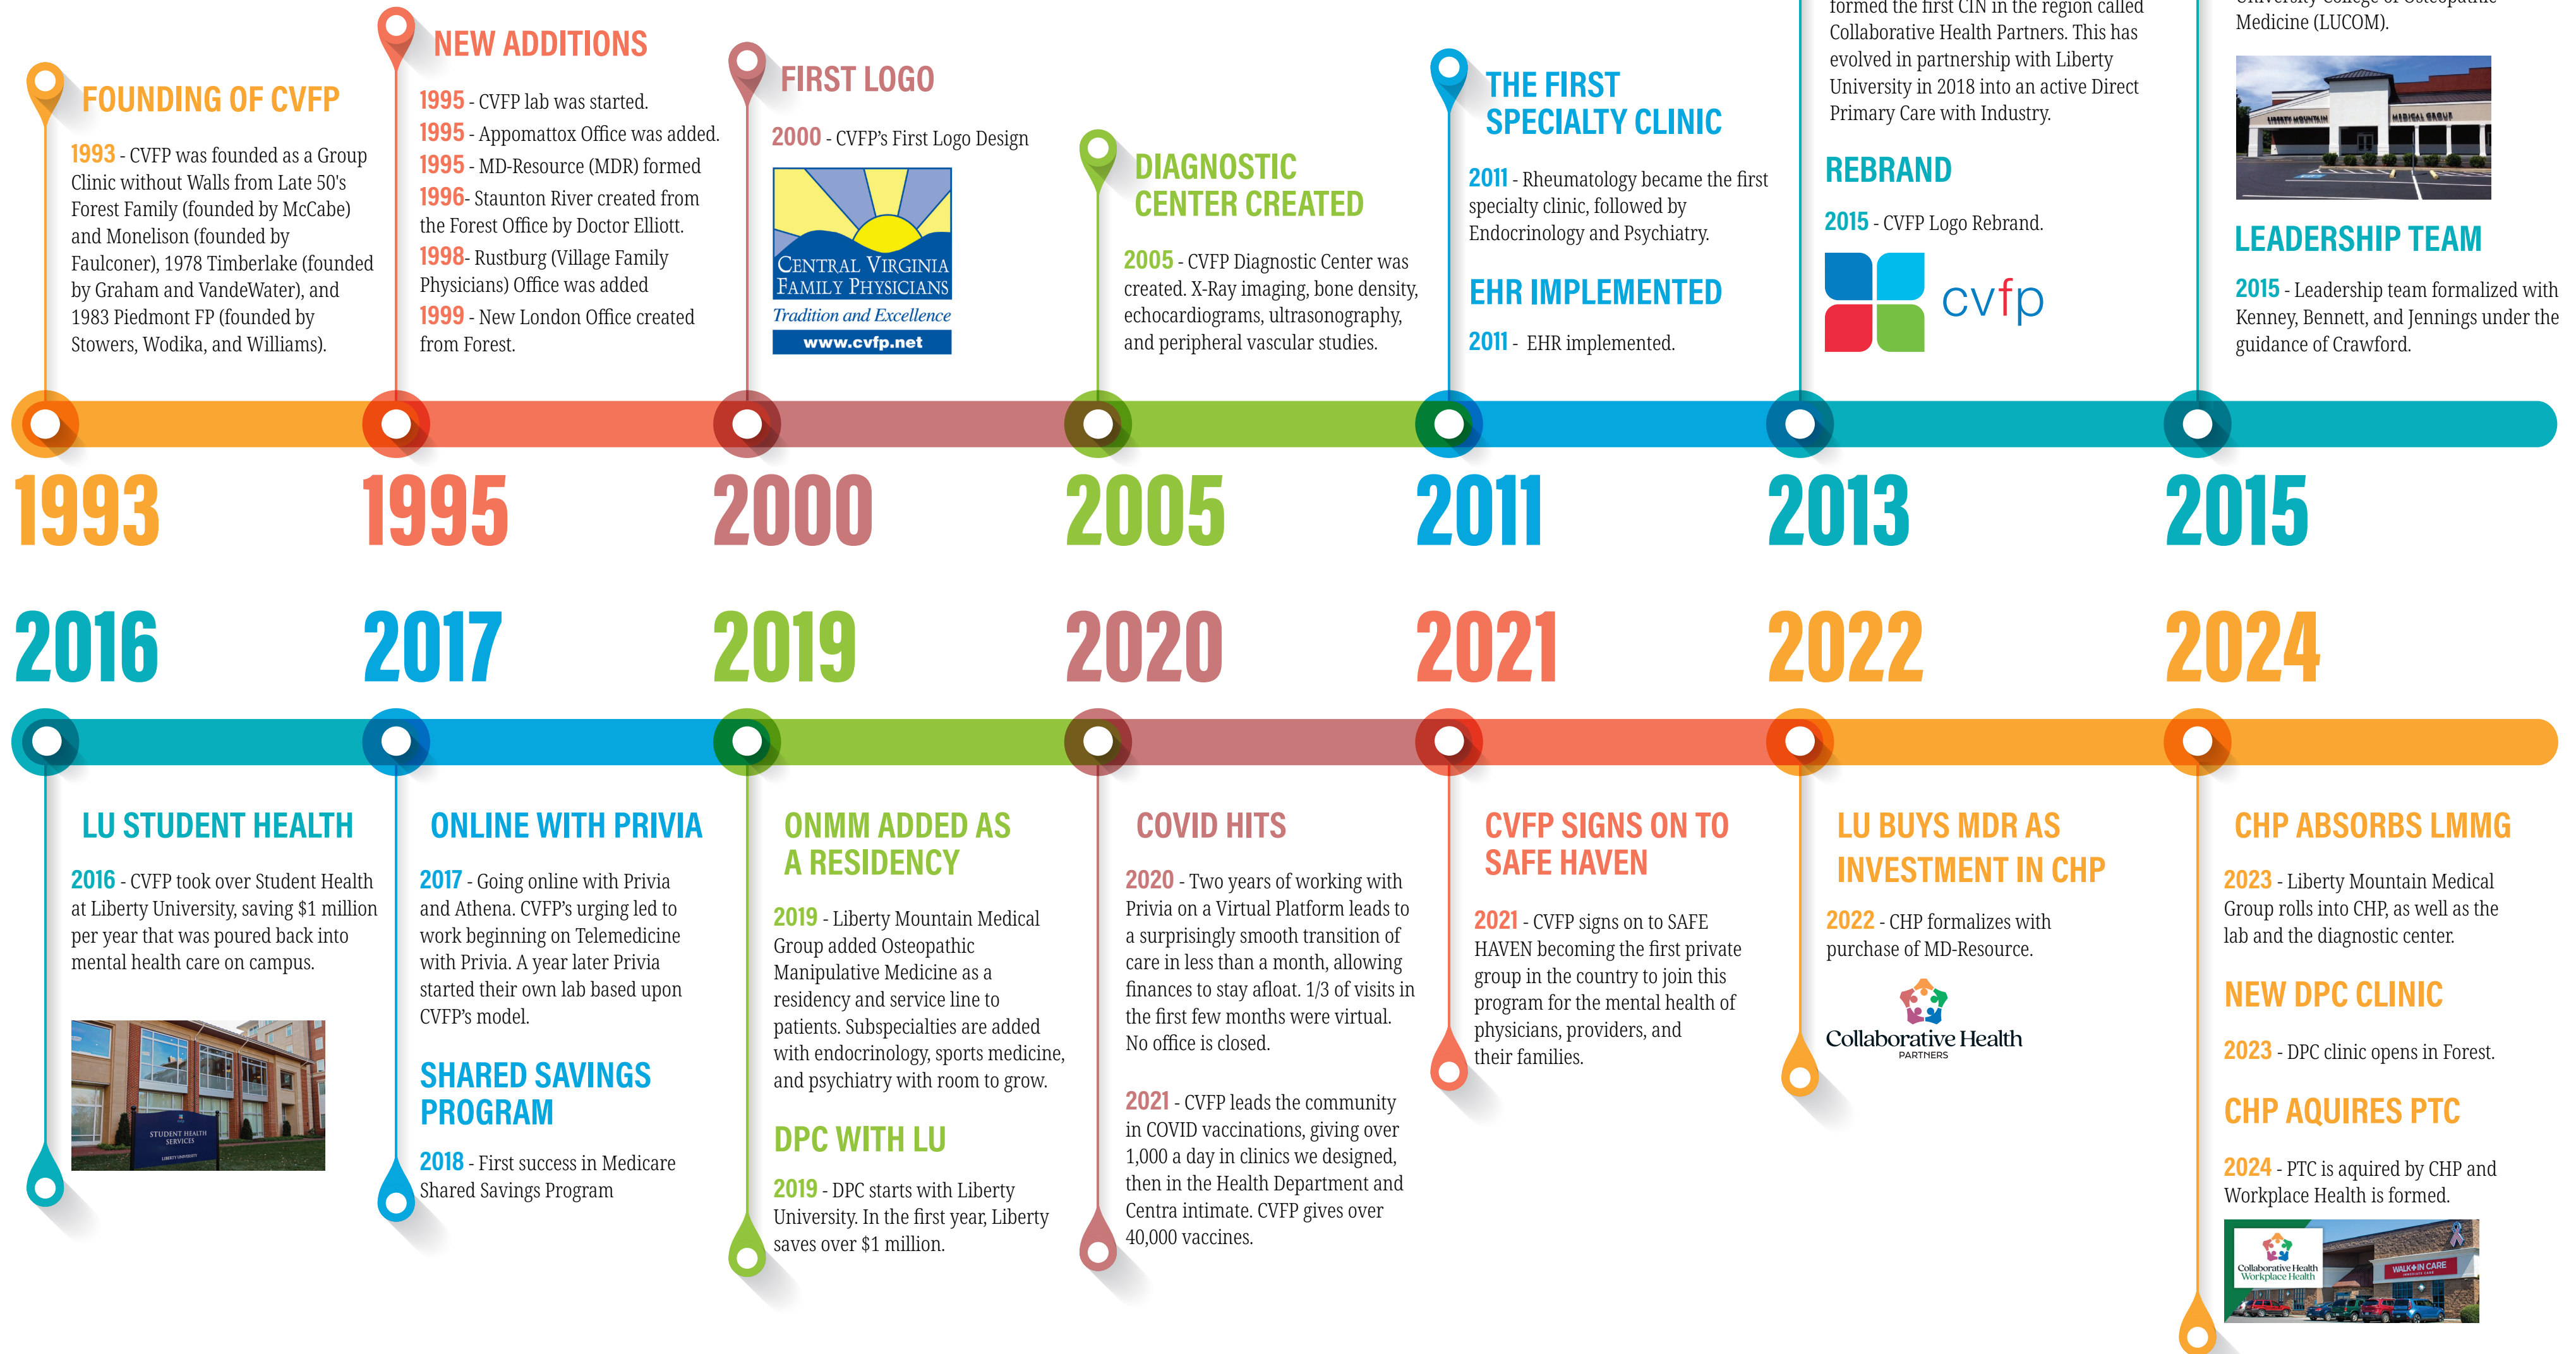 FOUNDING OF CVFP
1993 - CVFP was founded as a Group
Clinic without Walls from Late 50's
Forest Family (founded by McCabe)
and Monelison (founded by
Faulconer), 1978 Timberlake (founded
by Graham and VandeWater), and
1983 Piedmont FP (founded by
Stowers, Wodika, and Williams).
NEW ADDITIONS
1995 - CVFP lab was started.
1995 - Appomattox Office was added.
1995 - MD-Resource (MDR) formed
1996- Staunton River created from
the Forest Office by Doctor Elliott.
1998- Rustburg (Village Family
Physicians) Office was added
1999 - New London Office created
from Forest.
FIRST LOGO
2000 - CVFP’s First Logo Design
CENTRAL VIRGINIA
FAMILY PHYSICIANS
Tradition and Excellence
www.cvfp.net
DIAGNOSTIC
CENTER CREATED
2005 - CVFP Diagnostic Center was
created. X-Ray imaging, bone density,
echocardiograms, ultrasonography,
and peripheral vascular studies.
THE FIRST
SPECIALTY CLINIC
2011 - Rheumatology became the first
specialty clinic, followed by
Endocrinology and Psychiatry.
EHR IMPLEMENTED
2011 - EHR implemented.
formed the first CIN in the region called
Collaborative Health Partners. This has
evolved in partnership with Liberty
University in 2018 into an active Direct
Primary Care with Industry.
REBRAND
2015 - CVFP Logo Rebrand.
cvfp
University College of Osteopathic
Medicine (LUCOM).
LIBERTY MOUNTAIN MEDICAL GROUP
LEADERSHIP TEAM
2015 - Leadership team formalized with
Kenney, Bennett, and Jennings under the
guidance of Crawford.
1993
1995
2000
2005
2011
2013
2015
2016
2017
2019
2020
2021
2022
2024
LU STUDENT HEALTH
2016 - CVFP took over Student Health
at Liberty University, saving $1 million
per year that was poured back into
mental health care on campus.
STUDENT HEALTH
SERVICES
LIBERTY UNIVERSITY
ONLINE WITH PRIVIA
2017 - Going online with Privia
and Athena. CVFP’s urging led to
work beginning on Telemedicine
with Privia. A year later Privia
started their own lab based upon
CVFP’s model.
SHARED SAVINGS
PROGRAM
2018 - First success in Medicare
Shared Savings Program
ONMM ADDED AS
A RESIDENCY
2019 - Liberty Mountain Medical
Group added Osteopathic
Manipulative Medicine as a
residency and service line to
patients. Subspecialties are added
with endocrinology, sports medicine,
and psychiatry with room to grow.
DPC WITH LU
2019 - DPC starts with Liberty
University. In the first year, Liberty
saves over $1 million.
COVID HITS
2020 - Two years of working with
Privia on a Virtual Platform leads to
a surprisingly smooth transition of
care in less than a month, allowing
finances to stay afloat. 1/3 of visits in
the first few months were virtual.
No office is closed.
2021 - CVFP leads the community
in COVID vaccinations, giving over
1,000 a day in clinics we designed,
then in the Health Department and
Centra intimate. CVFP gives over
40,000 vaccines.
CVFP SIGNS ON TO
SAFE HAVEN
2021 - CVFP signs on to SAFE
HAVEN becoming the first private
group in the country to join this
program for the mental health of
physicians, providers, and
their families.
LU BUYS MDR AS
INVESTMENT IN CHP
2022 - CHP formalizes with
purchase of MD-Resource.
Collaborative Health
PARTNERS
CHP ABSORBS LMMG
2023 - Liberty Mountain Medical
Group rolls into CHP, as well as the
lab and the diagnostic center.
NEW DPC CLINIC
2023 - DPC clinic opens in Forest.
CHP AQUIRES PTC
2024 - PTC is aquired by CHP and
Workplace Health is formed.
Collaborative Health
Workplace Health
WALK+IN CARE